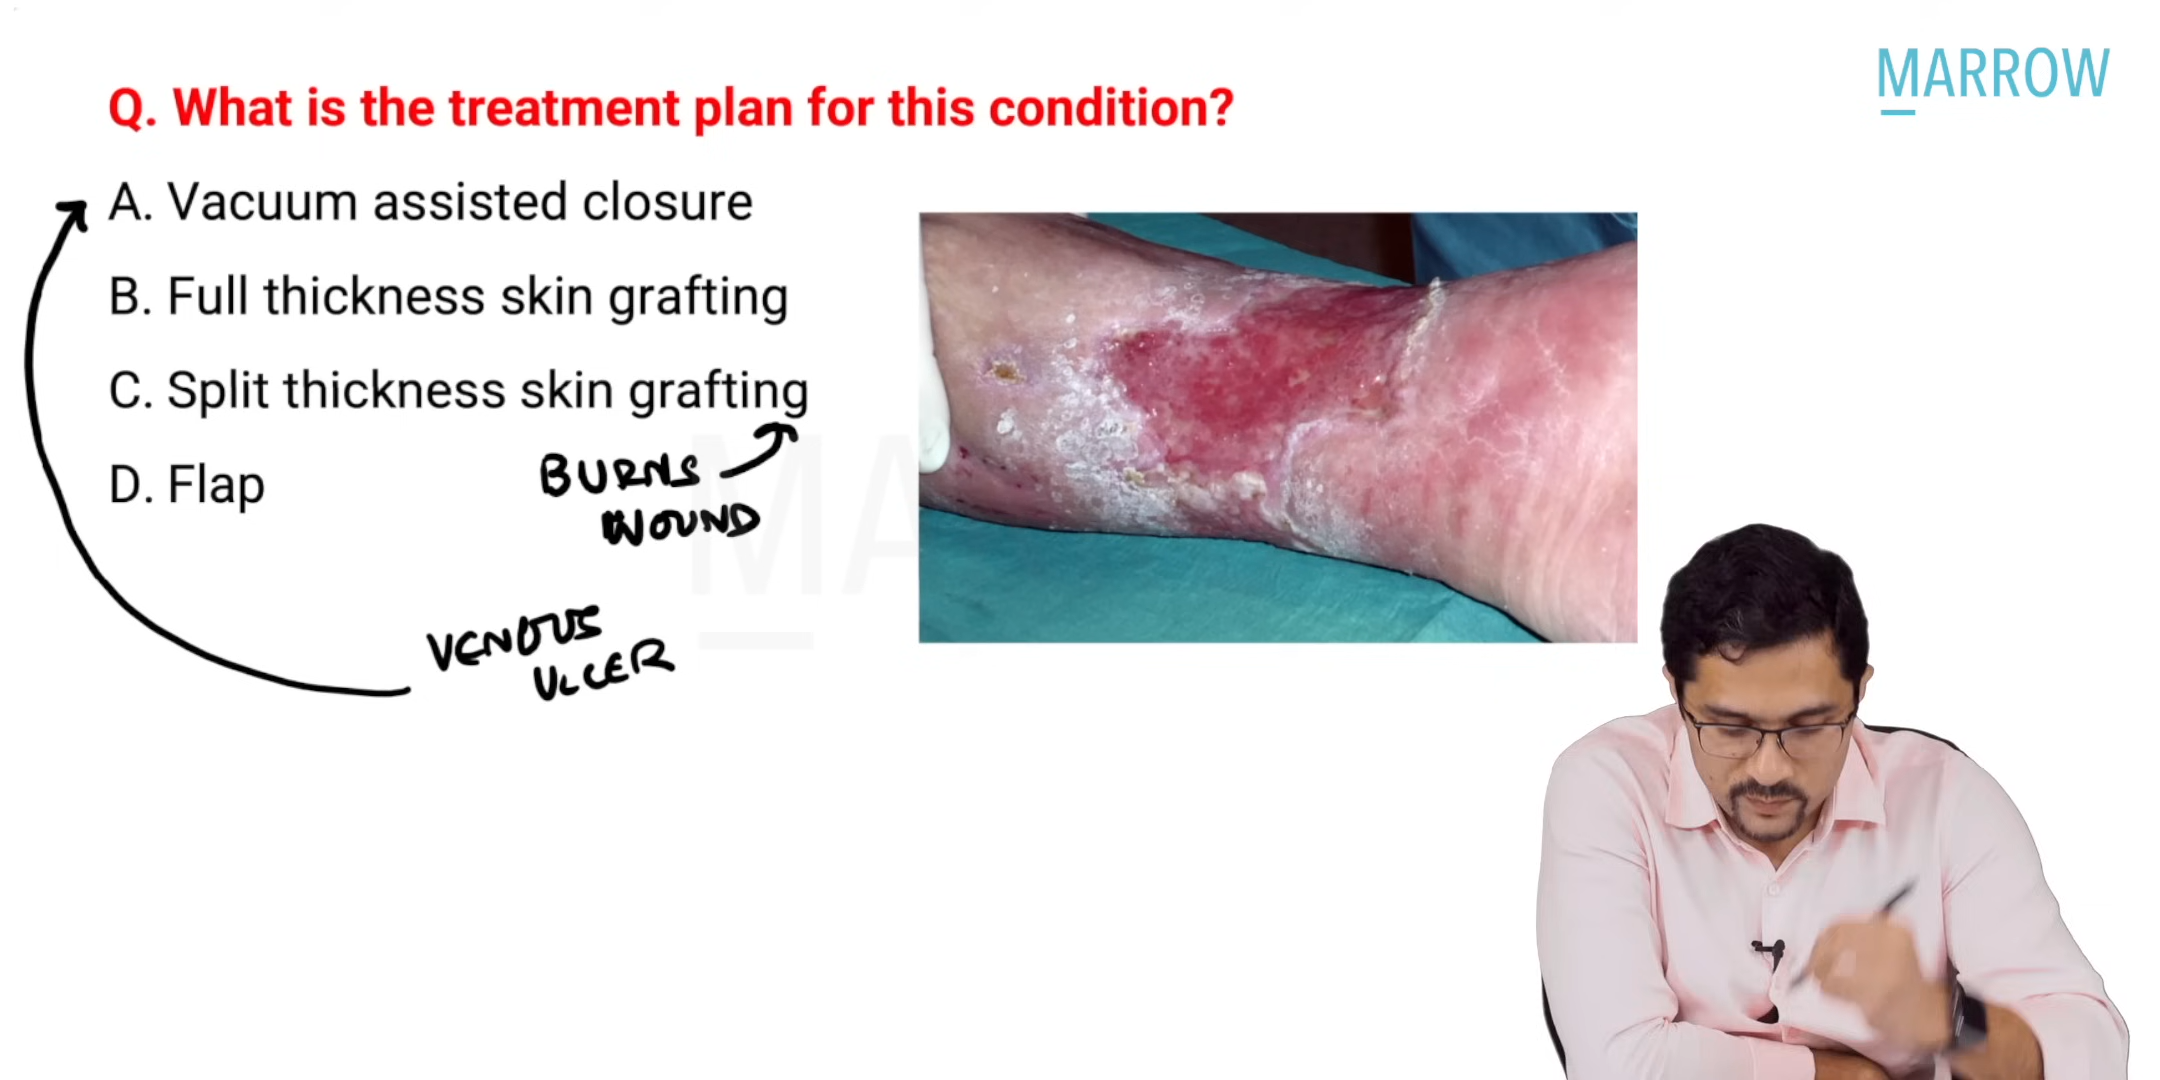 MARROW
Q. What is the treatment plan for this condition?
A. Vacuum assisted closure
B. Full thickness skin grafting
C. Split thickness skin grafting
D. Flap
BURNS
WOUND
VENOUS
ULCER
MA